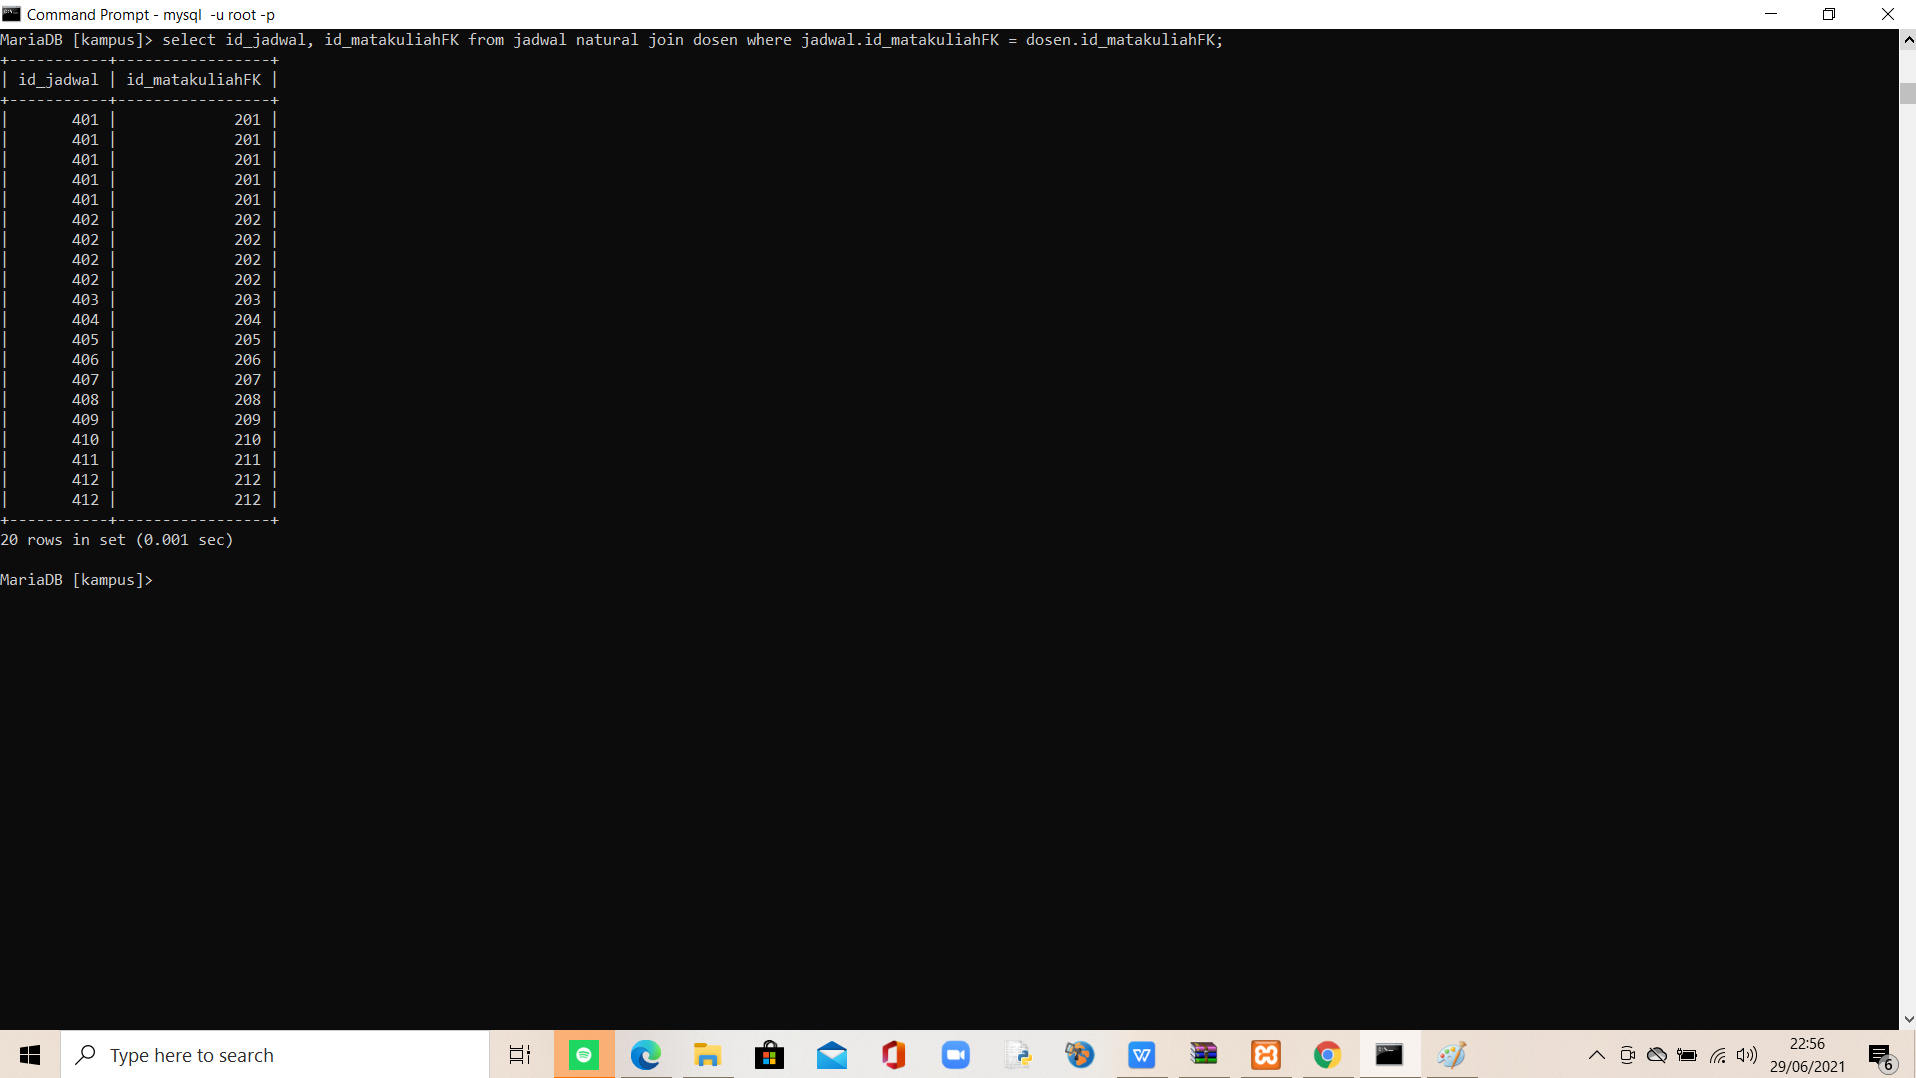 Command Prompt - mysql  -u root -p
MariaDB [kampus]> select id_jadwal, id_matakuliahFK from jadwal natural join dosen where jadwal.id_matakuliahFK = dosen.id_matakuliahFK;
+-----------+-----------------+
| id_jadwal | id_matakuliahFK |
+-----------+-----------------+
|       401 |             201 |
|       401 |             201 |
|       401 |             201 |
|       401 |             201 |
|       401 |             201 |
|       402 |             202 |
|       402 |             202 |
|       402 |             202 |
|       402 |             202 |
|       403 |             203 |
|       404 |             204 |
|       405 |             205 |
|       406 |             206 |
|       407 |             207 |
|       408 |             208 |
|       409 |             209 |
|       410 |             210 |
|       411 |             211 |
|       412 |             212 |
|       412 |             212 |
+-----------+-----------------+
20 rows in set (0.001 sec)
MariaDB [kampus]>
Type here to search
22:56
29/06/2021
6